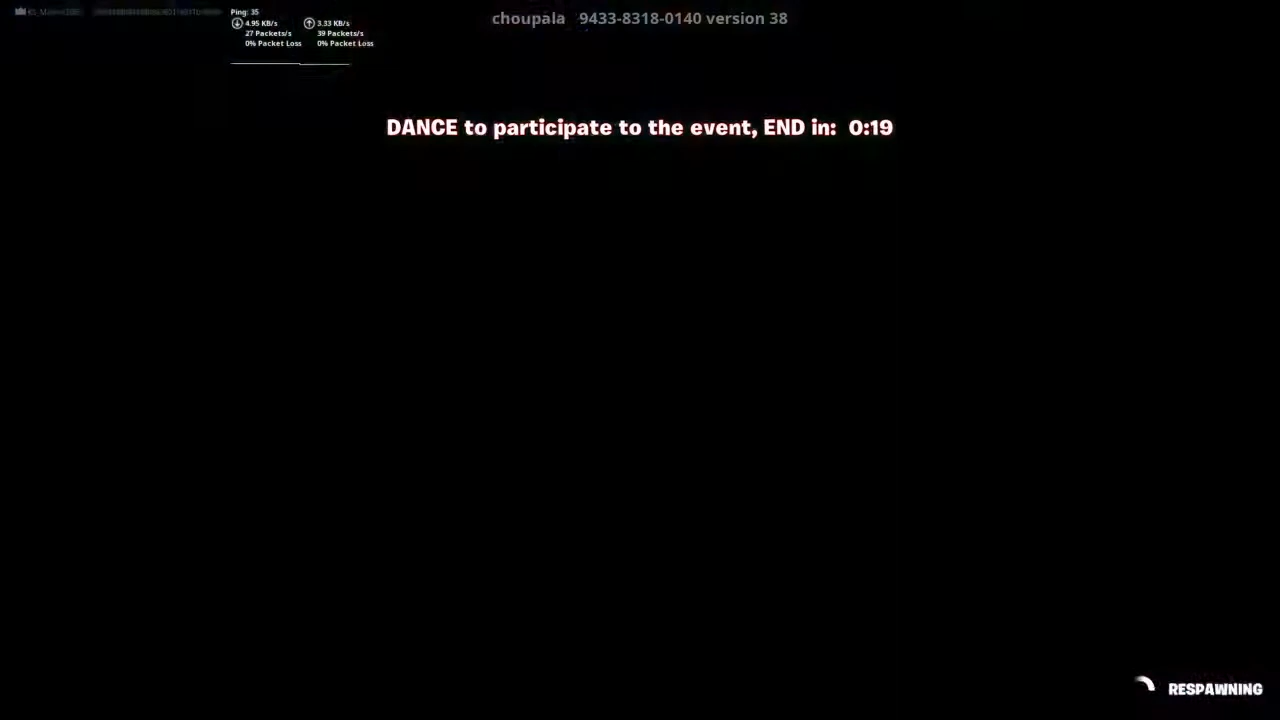 Ping: 35
4.95 KB/s 3.33 KB/s
27 Packets/s 39 Packets/s
0% Packet Loss 0% Packet Loss
choupala 9433-8318-0140 version 38
DANCE to participate to the event, END in: 0:19
RESPAWNING